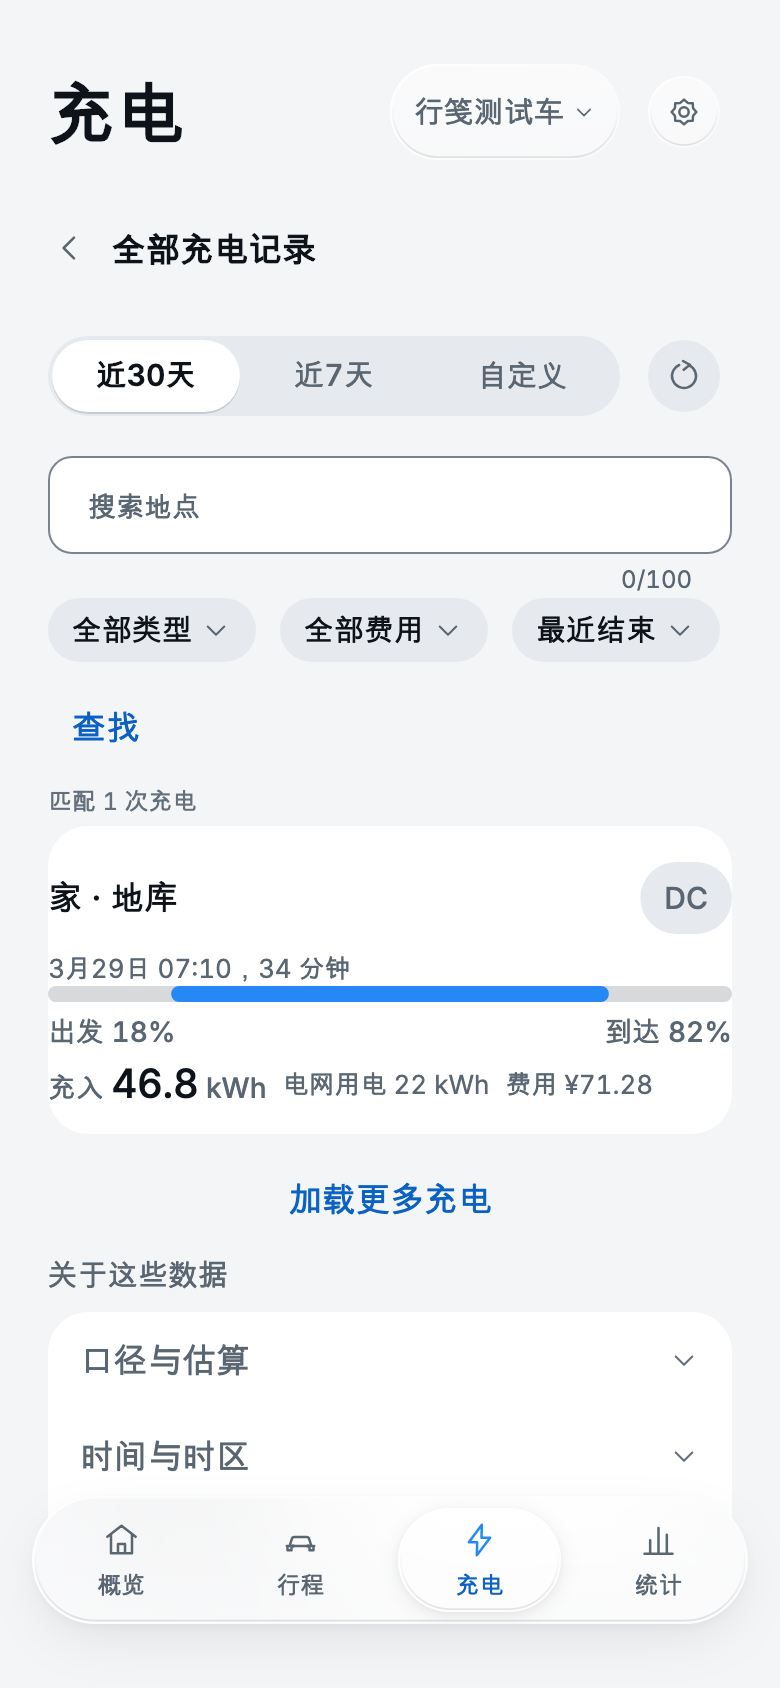 充电
行笺测试车
全部充电记录
近30天 近7天 自定义
搜索地点
0/100
全部类型 全部费用 最近结束
查找
匹配 1 次充电
家 · 地库 DC
3月29日 07:10，34 分钟
出发 18% 到达 82%
充入 46.8 kWh 电网用电 22 kWh 费用 ¥71.28
加载更多充电
关于这些数据
口径与估算
时间与时区
概览 行程 充电 统计